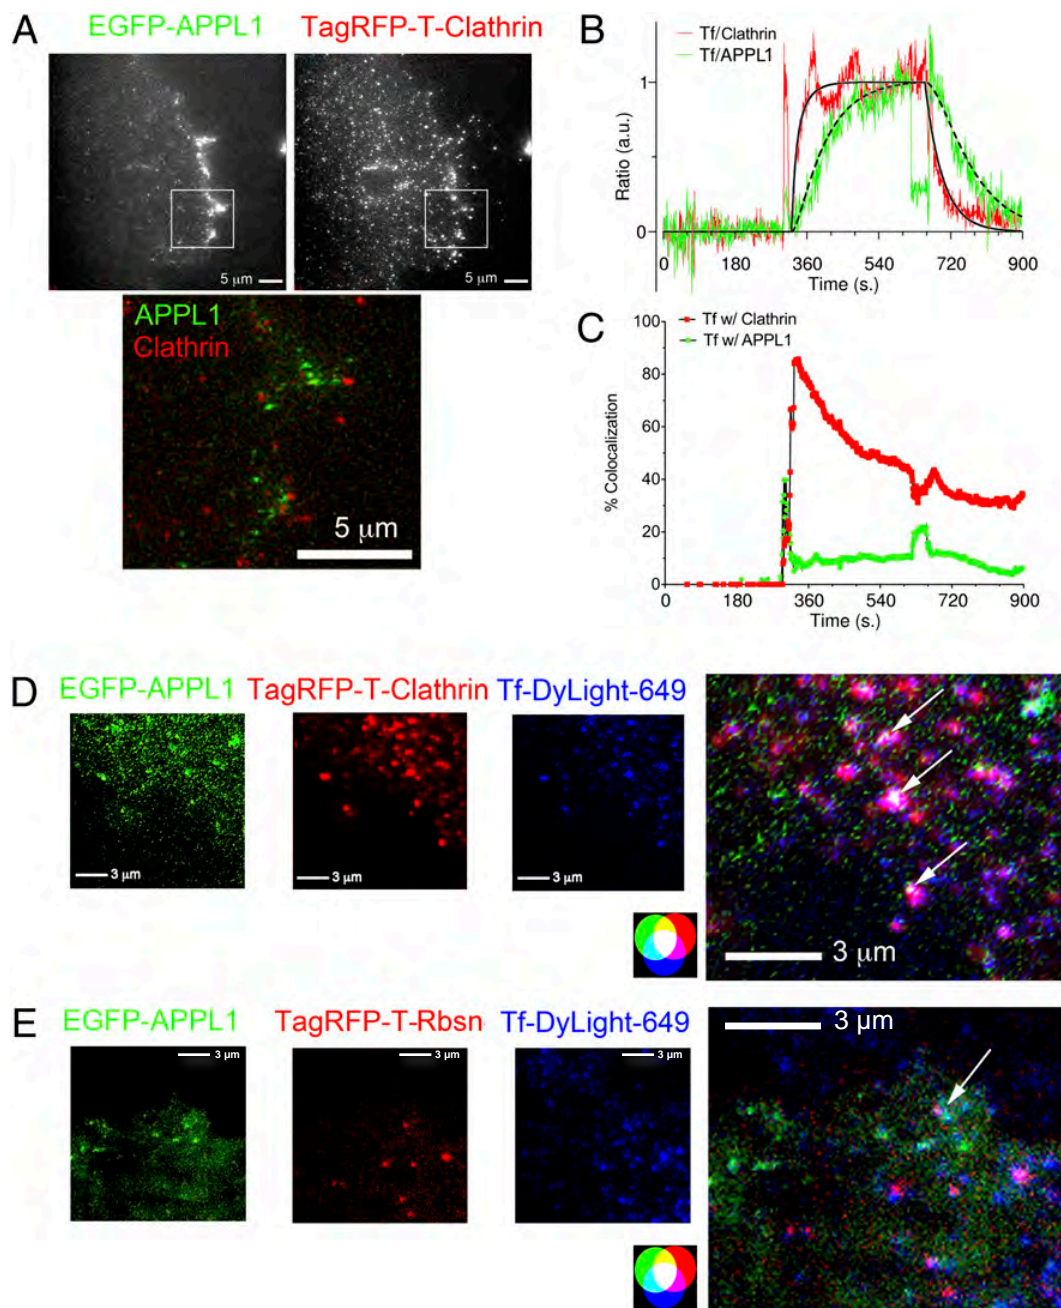 A
EGFP-APPL1 TagRFP-T-Clathrin
5 μm
5 μm
APPL1
Clathrin
5 μm
B
Tf/Clathrin
Tf/APPL1
Ratio (a.u.)
1
0
0 180 360 540 720 900
Time (s.)
C
Tf w/ Clathrin
Tf w/ APPL1
% Colocalization
100
80
60
40
20
0
0 180 360 540 720 900
Time (s.)
D
EGFP-APPL1 TagRFP-T-Clathrin Tf-DyLight-649
3 μm
3 μm
3 μm
3 μm
E
EGFP-APPL1 TagRFP-T-Rbsn Tf-DyLight-649
3 μm
3 μm
3 μm
3 μm